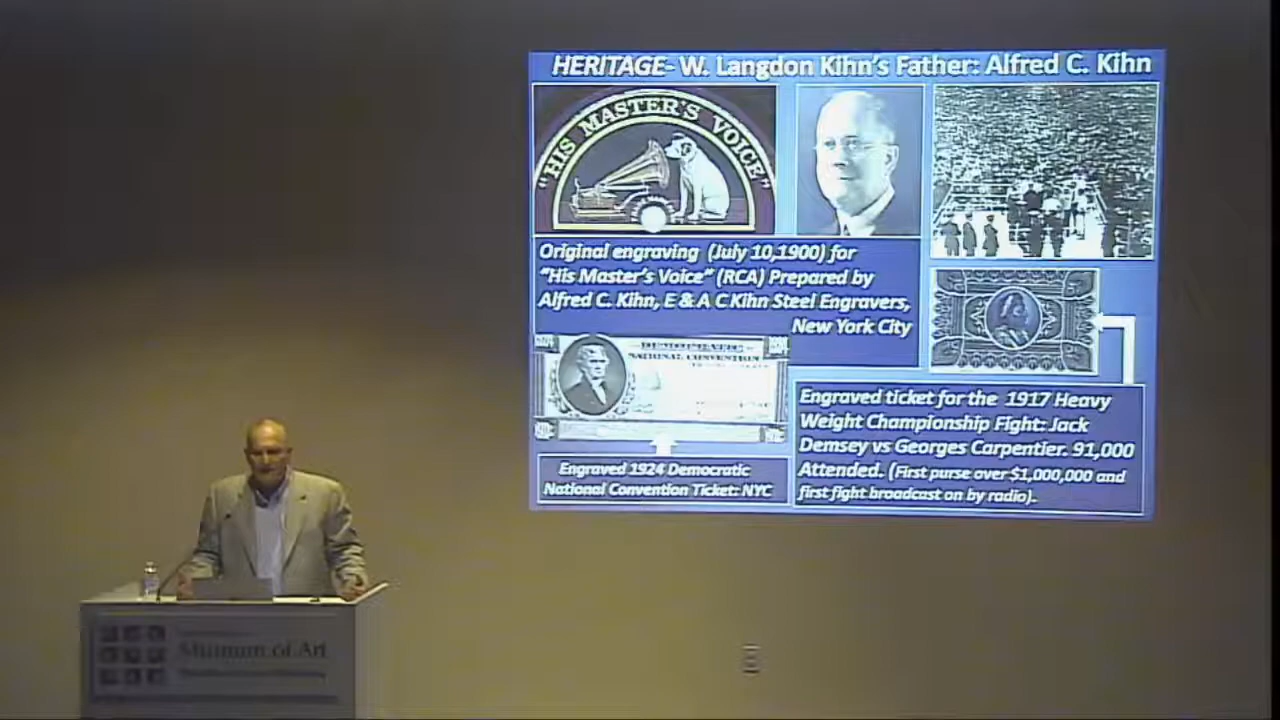 HERITAGE- W. Langdon Kihn's Father: Alfred C. Kihn
"HIS MASTER'S VOICE"
Original engraving (July 10,1900) for
"His Master's Voice" (RCA) Prepared by
Alfred C. Kihn, E & A C Kihn Steel Engravers,
New York City
DEMOCRATIC
NATIONAL CONVENTION
Engraved 1924 Democratic
National Convention Ticket: NYC
Engraved ticket for the 1917 Heavy
Weight Championship Fight: Jack
Demsey vs Georges Carpentier. 91,000
Attended. (First purse over $1,000,000 and
first fight broadcast on by radio).
Museum of Art